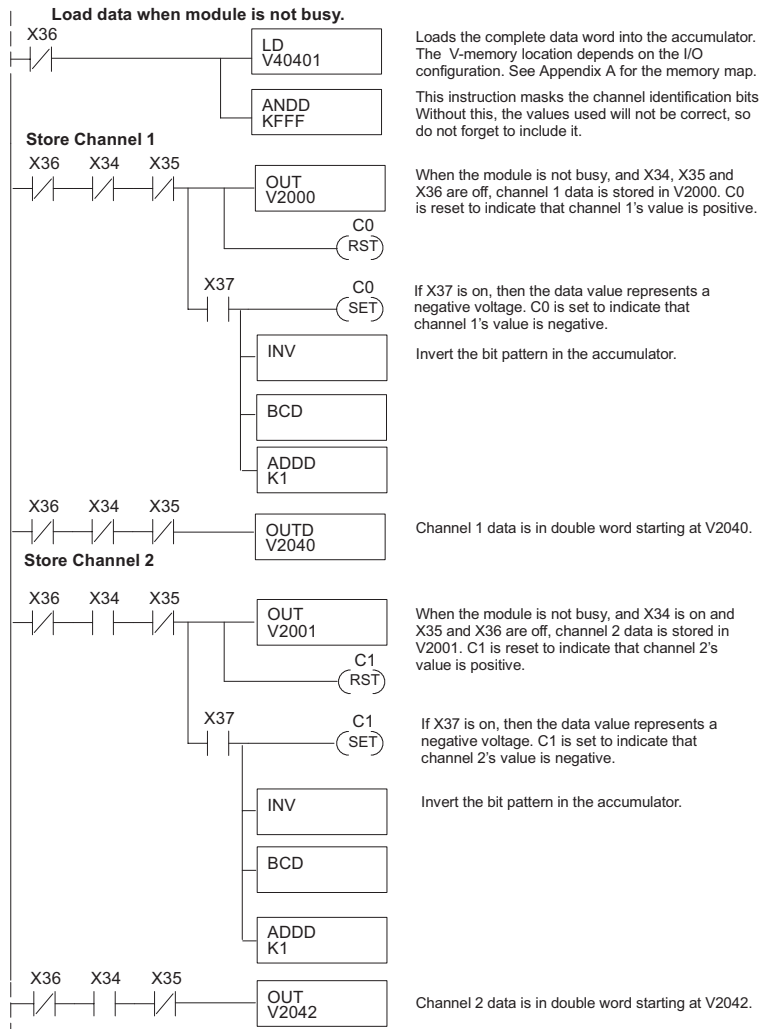 Load data when module is not busy.
X36
LD
V40401
Loads the complete data word into the accumulator.
The V-memory location depends on the I/O
configuration. See Appendix A for the memory map.
ANDD
KFFF
This instruction masks the channel identification bits
Without this, the values used will not be correct, so
do not forget to include it.
Store Channel 1
X36 X34 X35
OUT
V2000
When the module is not busy, and X34, X35 and
X36 are off, channel 1 data is stored in V2000. C0
is reset to indicate that channel 1's value is positive.
C0
RST
X37
C0
SET
If X37 is on, then the data value represents a
negative voltage. C0 is set to indicate that
channel 1's value is negative.
INV
Invert the bit pattern in the accumulator.
BCD
ADDD
K1
X36 X34 X35
OUTD
V2040
Channel 1 data is in double word starting at V2040.
Store Channel 2
X36 X34 X35
OUT
V2001
When the module is not busy, and X34 is on and
X35 and X36 are off, channel 2 data is stored in
V2001. C1 is reset to indicate that channel 2's
value is positive.
C1
RST
X37
C1
SET
If X37 is on, then the data value represents a
negative voltage. C1 is set to indicate that
channel 2's value is negative.
INV
Invert the bit pattern in the accumulator.
BCD
ADDD
K1
X36 X34 X35
OUT
V2042
Channel 2 data is in double word starting at V2042.